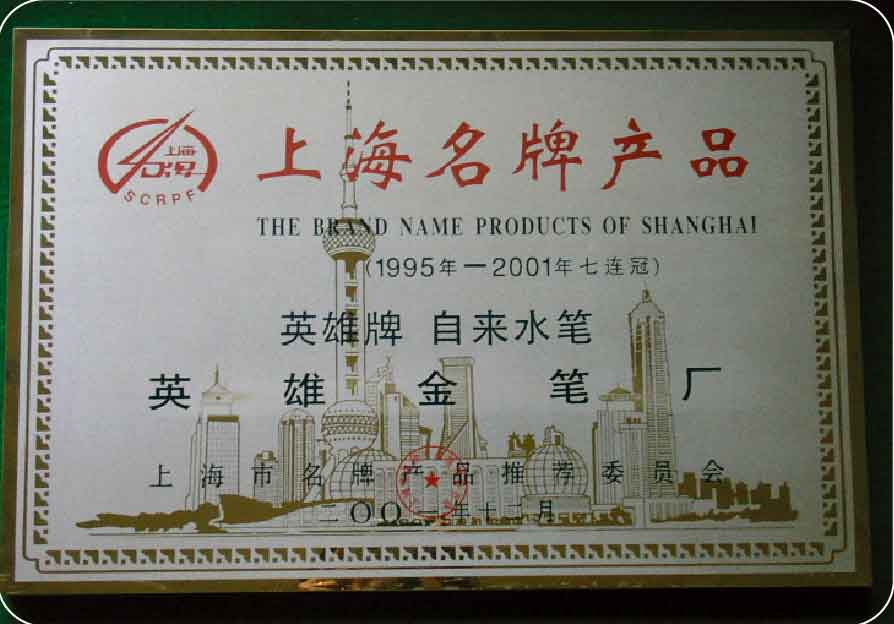 上海名牌
SCRPF
上海名牌产品
THE BRAND NAME PRODUCTS OF SHANGHAI
(1995年一2001年七连冠)
英雄牌 自来水笔
英雄金笔厂
上海市名牌产品推荐委员会
二〇〇一年十二月